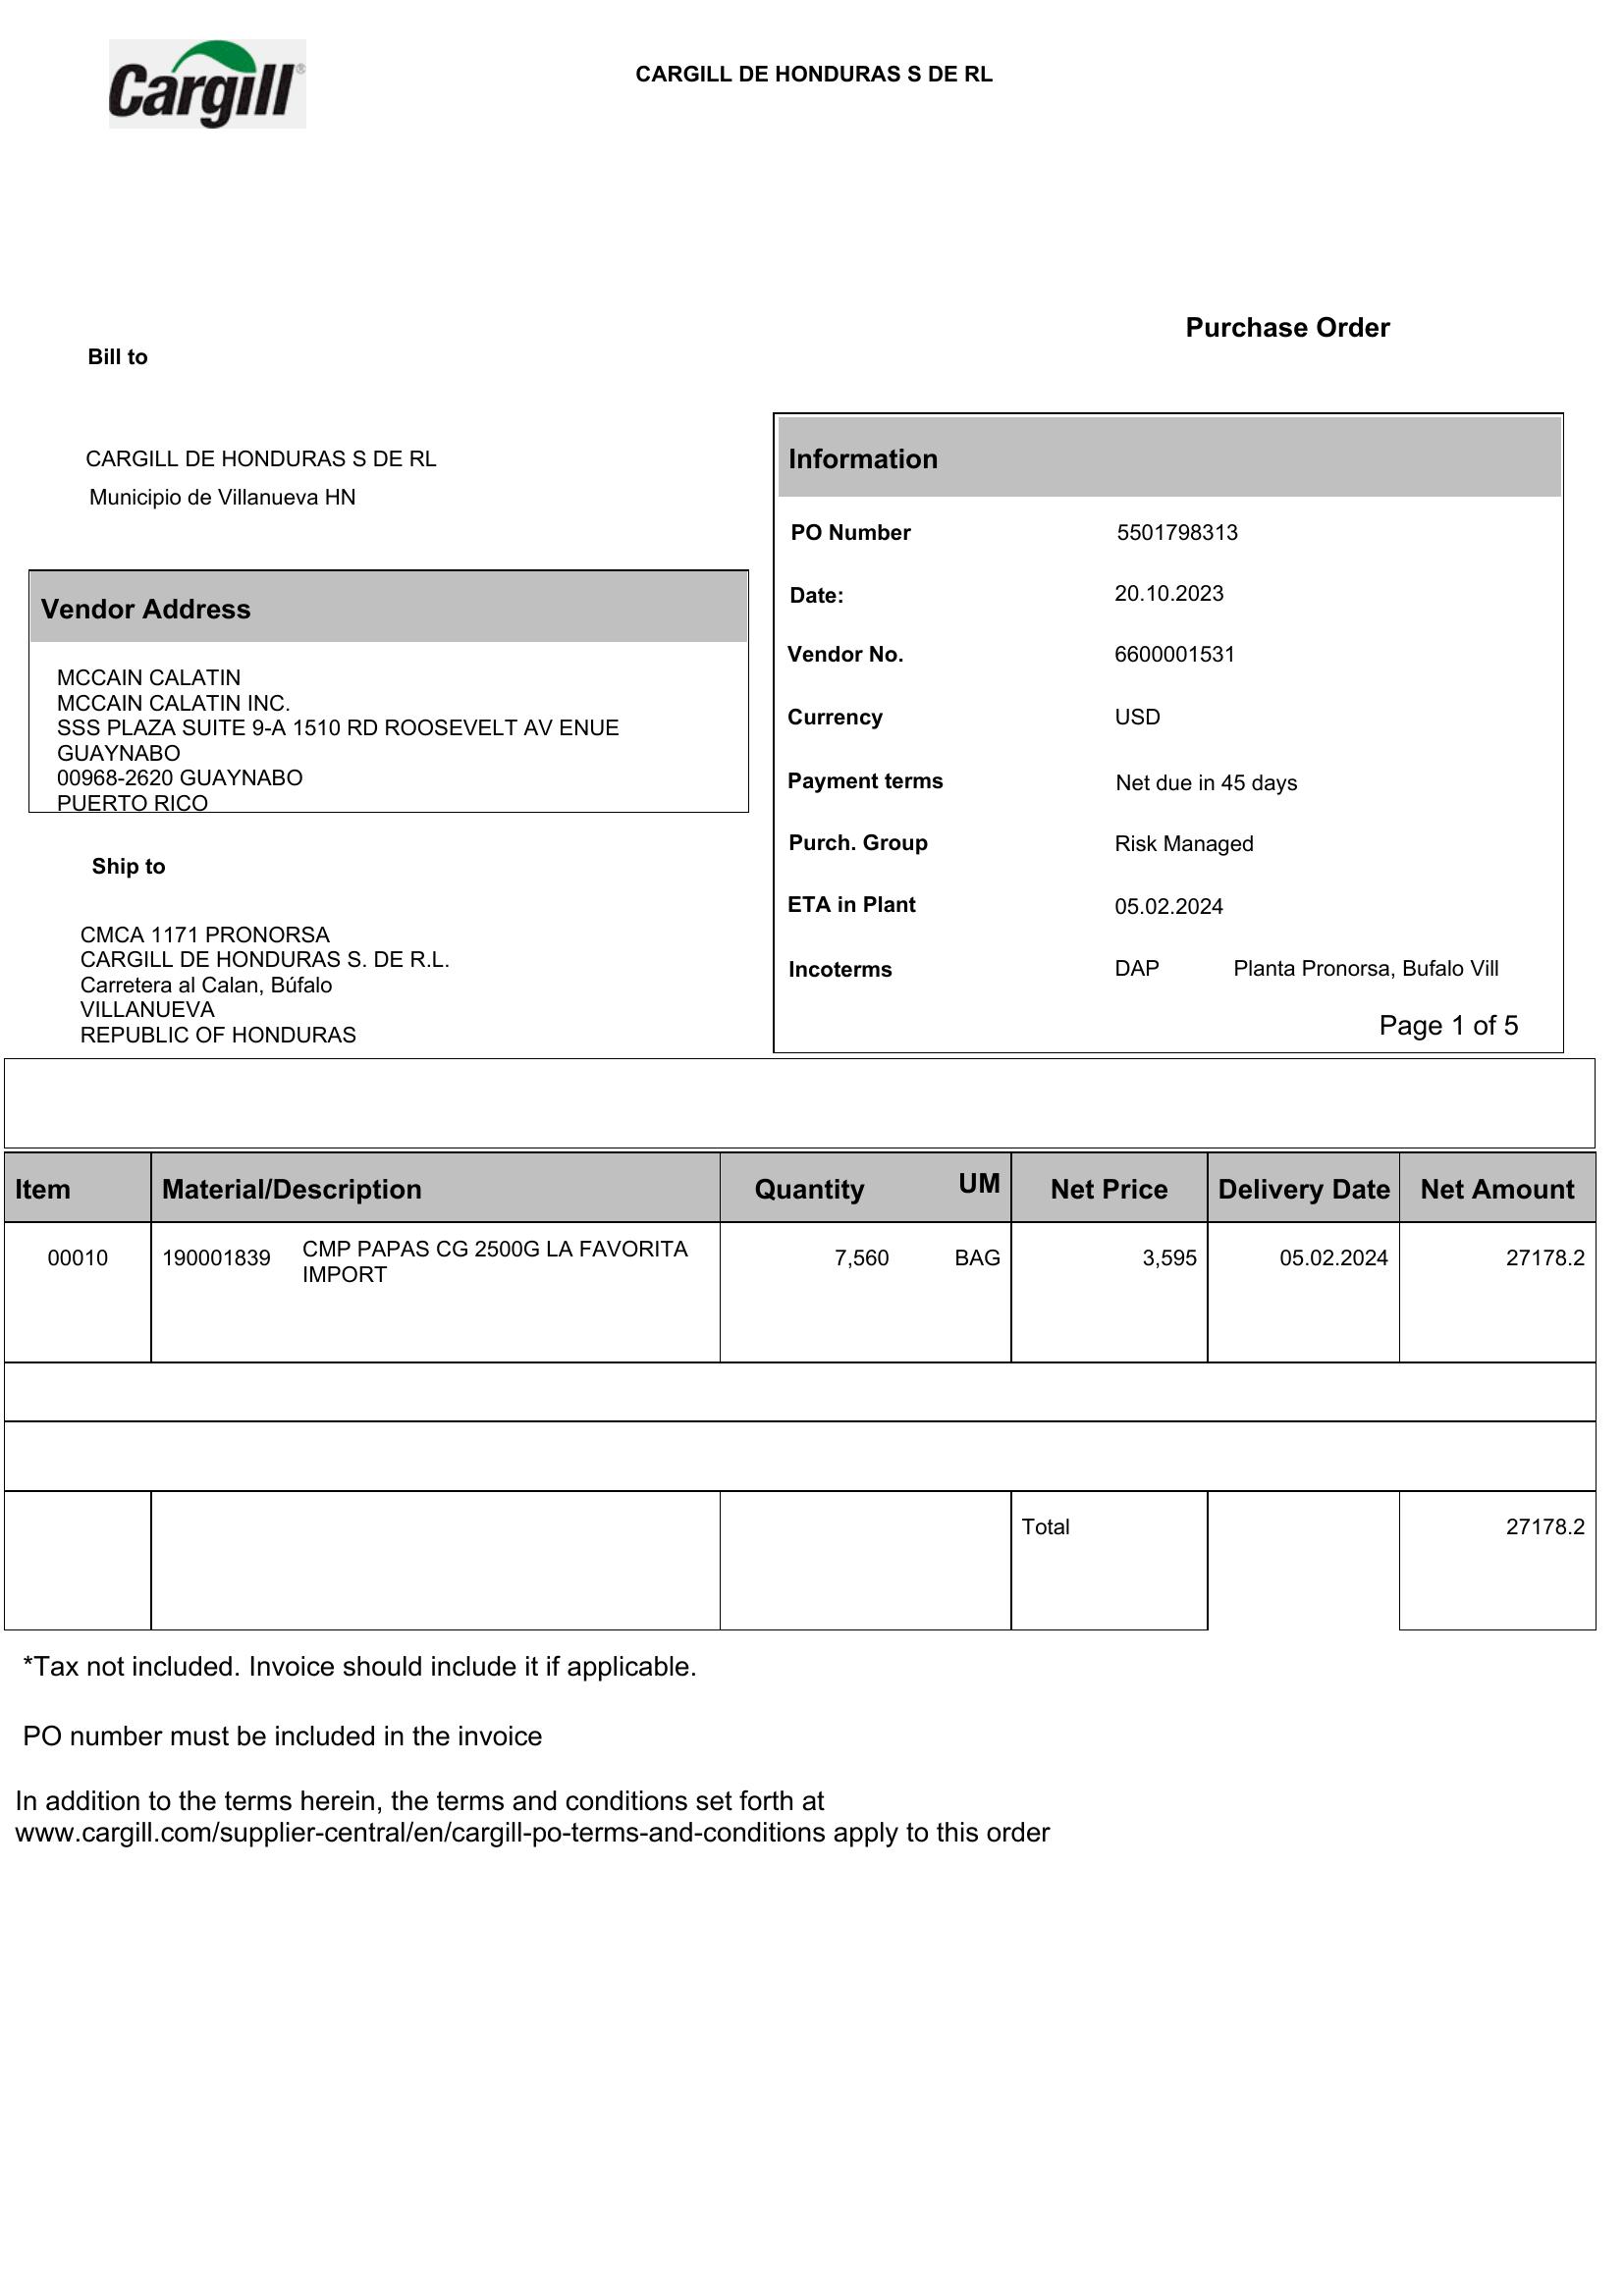 Cargill®
CARGILL DE HONDURAS S DE RL
Purchase Order
Bill to
CARGILL DE HONDURAS S DE RL
Municipio de Villanueva HN
Vendor Address
MCCAIN CALATIN
MCCAIN CALATIN INC.
SSS PLAZA SUITE 9-A 1510 RD ROOSEVELT AV ENUE
GUAYNABO
00968-2620 GUAYNABO
PUERTO RICO
Ship to
CMCA 1171 PRONORSA
CARGILL DE HONDURAS S. DE R.L.
Carretera al Calan, Búfalo
VILLANUEVA
REPUBLIC OF HONDURAS
Information
PO Number 5501798313
Date: 20.10.2023
Vendor No. 6600001531
Currency USD
Payment terms Net due in 45 days
Purch. Group Risk Managed
ETA in Plant 05.02.2024
Incoterms DAP Planta Pronorsa, Bufalo Vill
Page 1 of 5
Item Material/Description Quantity UM Net Price Delivery Date Net Amount
00010 190001839 CMP PAPAS CG 2500G LA FAVORITA 7,560 BAG 3,595 05.02.2024 27178.2
IMPORT
Total 27178.2
*Tax not included. Invoice should include it if applicable.
PO number must be included in the invoice
In addition to the terms herein, the terms and conditions set forth at
www.cargill.com/supplier-central/en/cargill-po-terms-and-conditions apply to this order